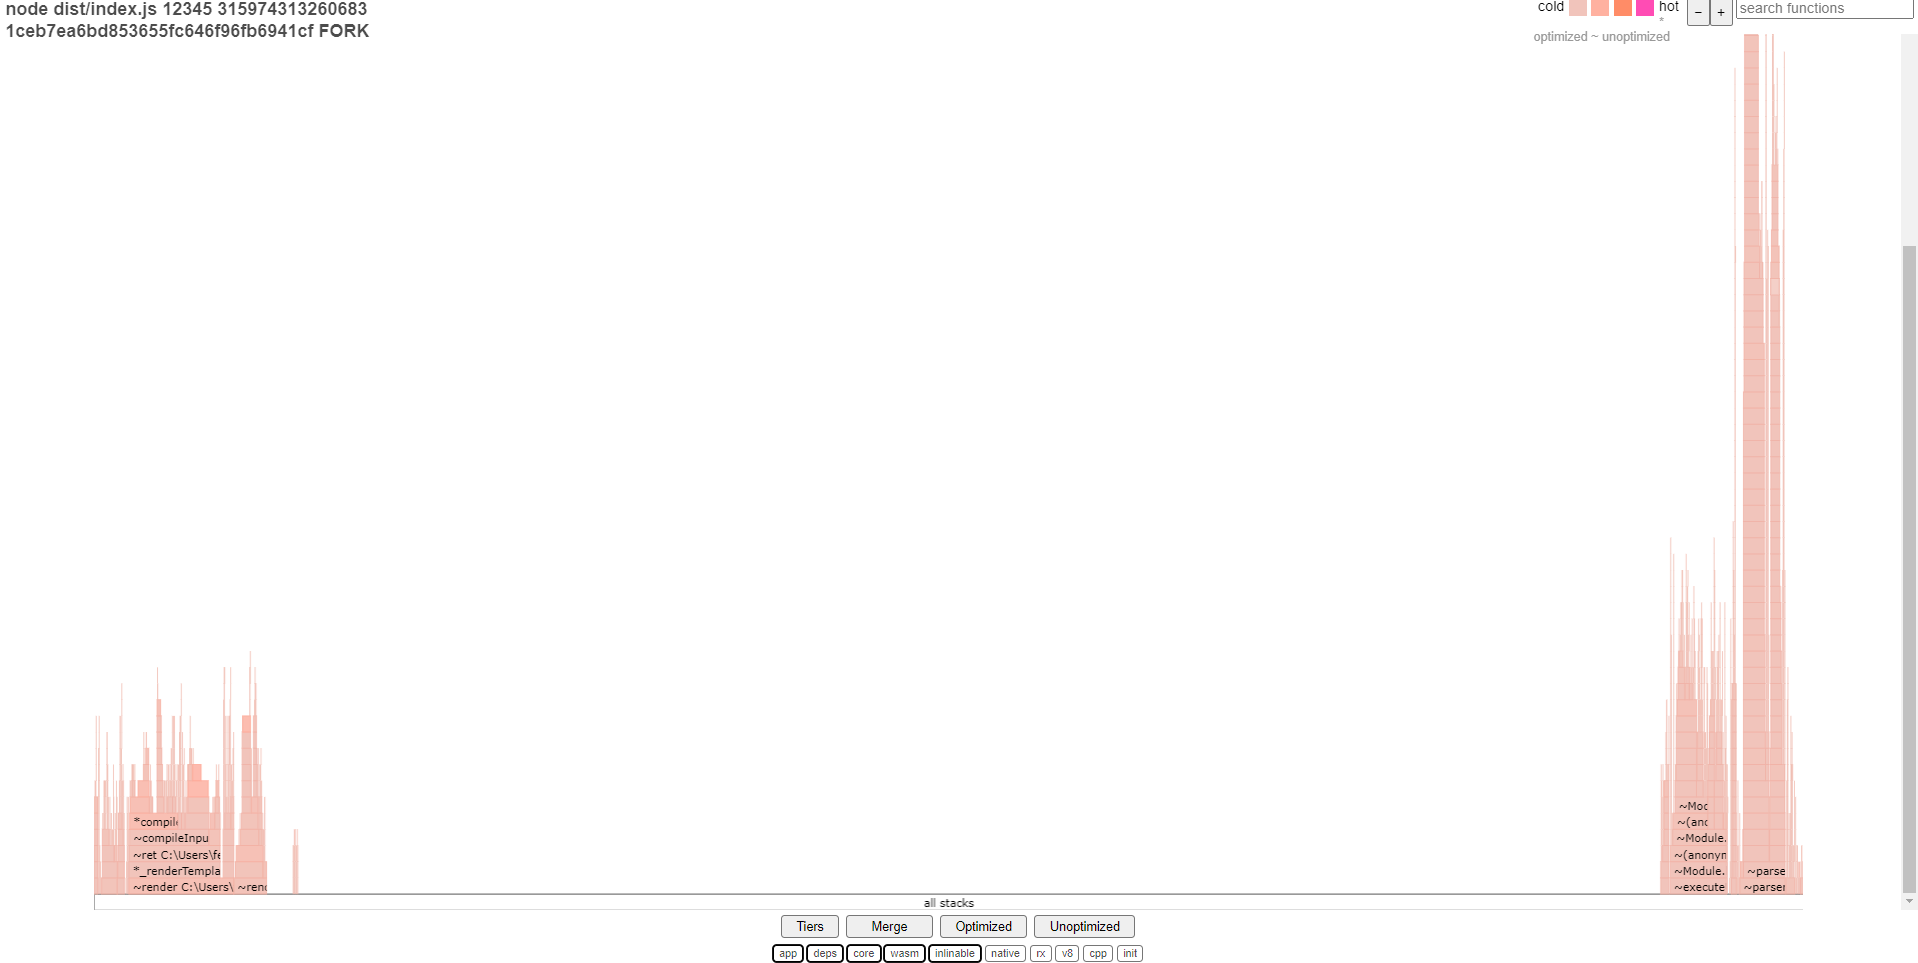 node dist/index.js 12345 315974313260683
1ceb7ea6bd853655fc646f96fb6941cf FORK
cold hot
*
− +
search functions
optimized ~ unoptimized
*compile
~compileInpu
~ret C:\Users\fe
*_renderTempla
~render C:\Users\ ~rend
~Moc
~(anc
~Module.
~(anonyn
~Module.
~execute
~parse
~parser
all stacks
Tiers Merge Optimized Unoptimized
app deps core wasm inlinable native rx v8 cpp init